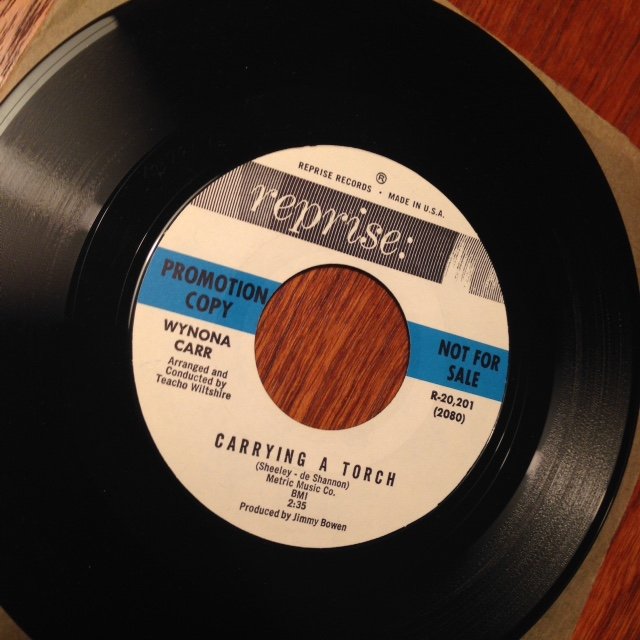 REPRISE RECORDS • MADE IN U.S.A.
®
reprise:
PROMOTION
COPY
NOT FOR
SALE
WYNONA
CARR
Arranged and
Conducted by
Teacho Wiltshire
R-20,201
(2080)
CARRYING A TORCH
(Sheeley - de Shannon)
Metric Music Co.
BMI
2:35
Produced by Jimmy Bowen